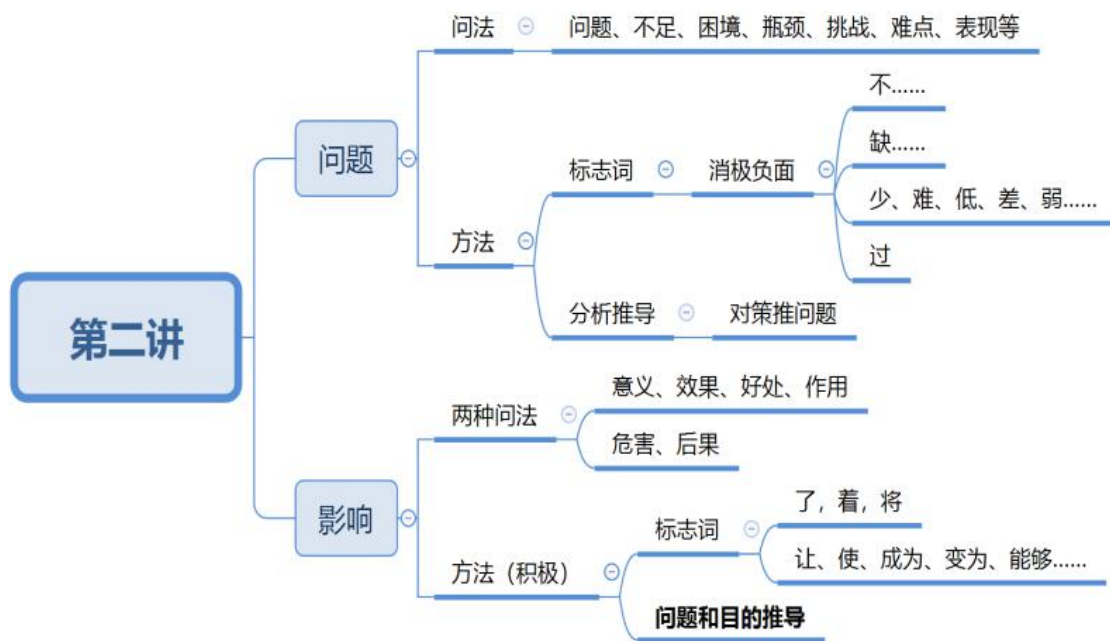 第二讲
问题
问法
问题、不足、困境、瓶颈、挑战、难点、表现等
方法
标志词
消极负面
不……
缺……
少、难、低、差、弱……
过
分析推导
对策推问题
影响
两种问法
意义、效果、好处、作用
危害、后果
方法（积极）
标志词
了，着，将
让、使、成为、变为、能够……
问题和目的推导